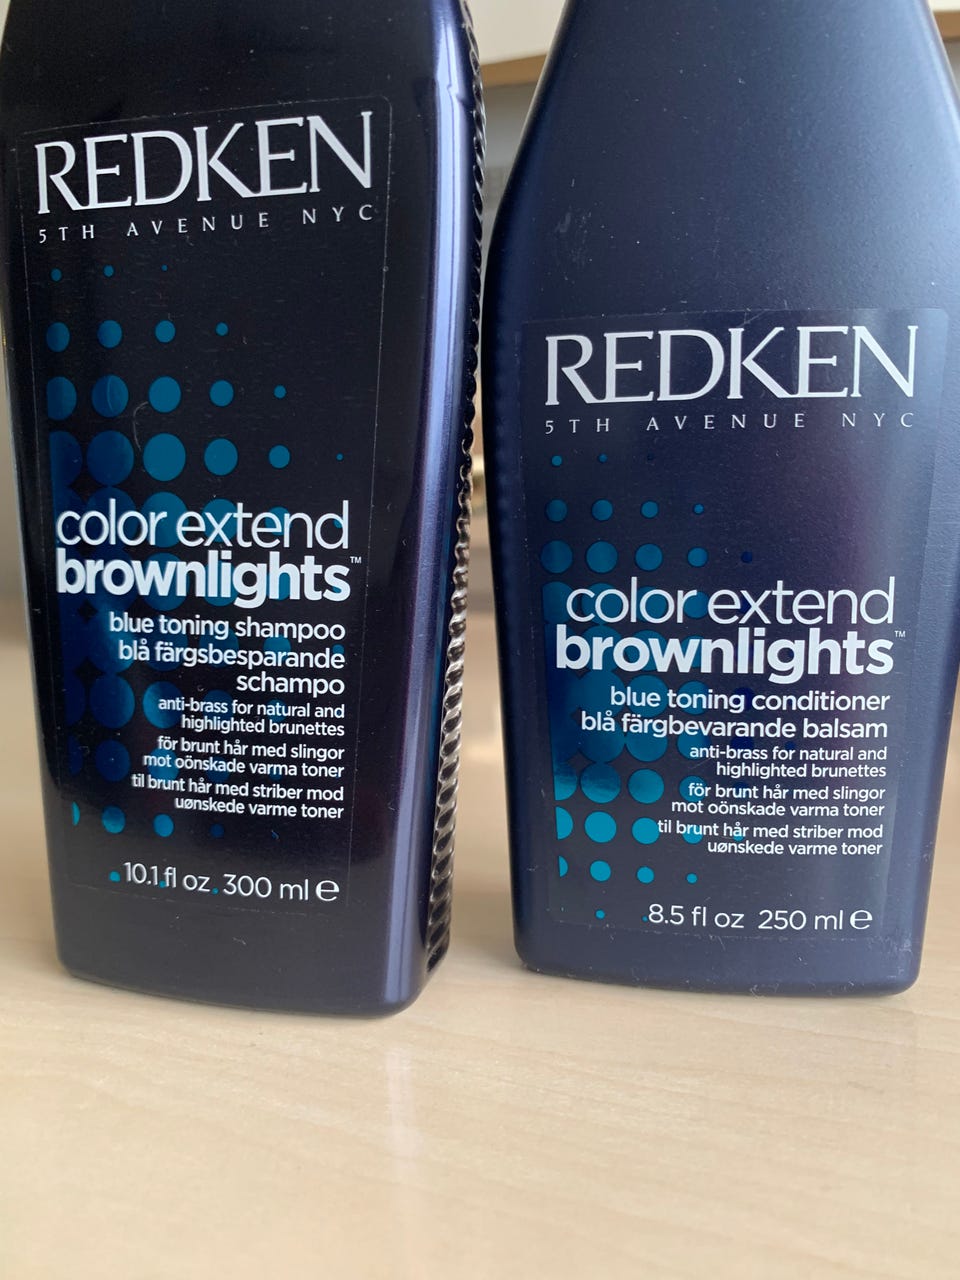 REDKEN
5TH AVENUE NYC
color extend
brownlights™
blue toning shampoo
blå färgsbesparande
schampo
anti-brass for natural and
highlighted brunettes
för brunt hår med slingor
mot oönskade varma toner
til brunt hår med striber mod
uønskede varme toner
10.1 fl oz 300 ml ℮
REDKEN
5TH AVENUE NYC
color extend
brownlights™
blue toning conditioner
blå färgbevarande balsam
anti-brass for natural and
highlighted brunettes
för brunt hår med slingor
mot oönskade varma toner
til brunt hår med striber mod
uønskede varme toner
8.5 fl oz 250 ml ℮